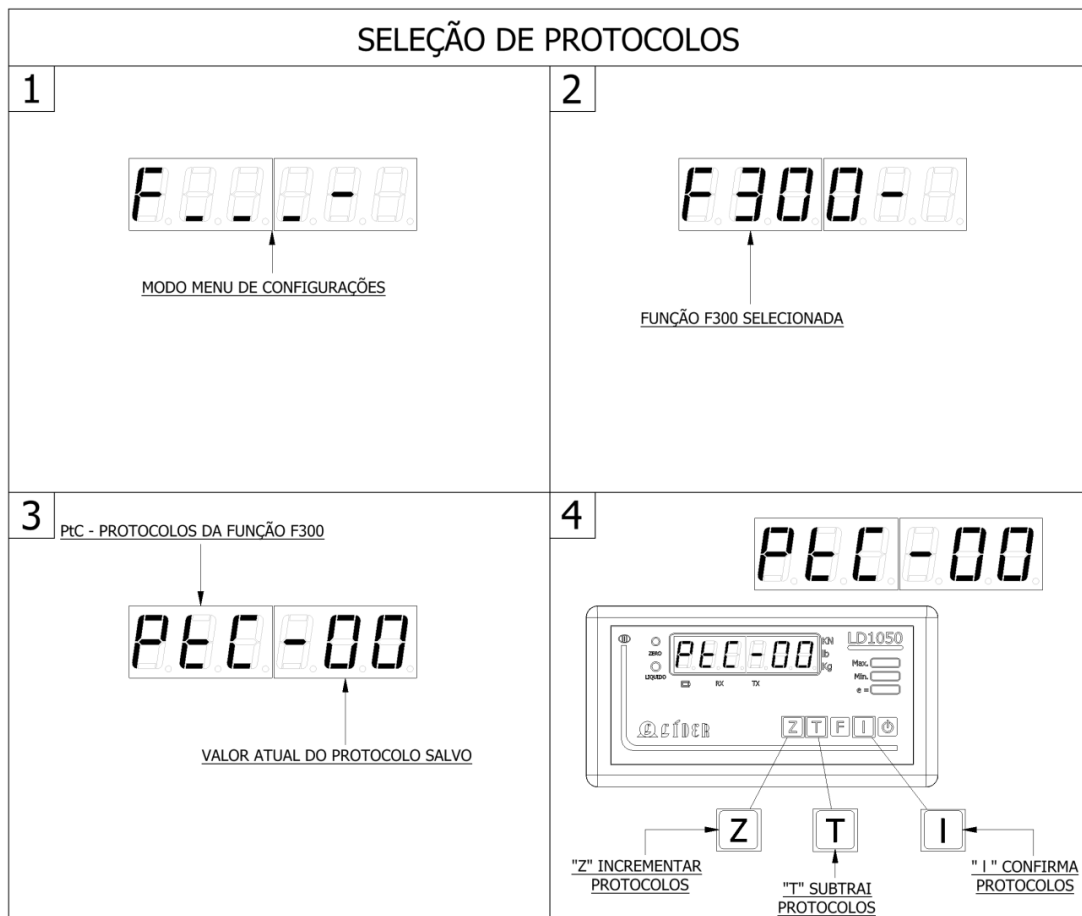 SELEÇÃO DE PROTOCOLOS
1
F _ _ _ -
MODO MENU DE CONFIGURAÇÕES
2
F300-
FUNÇÃO F300 SELECIONADA
3
PtC - PROTOCOLOS DA FUNÇÃO F300
PtC-00
VALOR ATUAL DO PROTOCOLO SALVO
4
PtC-00
ZERO
LIQUIDO
PtC-00
KN
lb
Kg
RX
TX
LD1050
Max.
Min.
e =
LÍDER
Z T F I
Z
T
I
"Z" INCREMENTAR
PROTOCOLOS
"T" SUBTRAI
PROTOCOLOS
" I " CONFIRMA
PROTOCOLOS